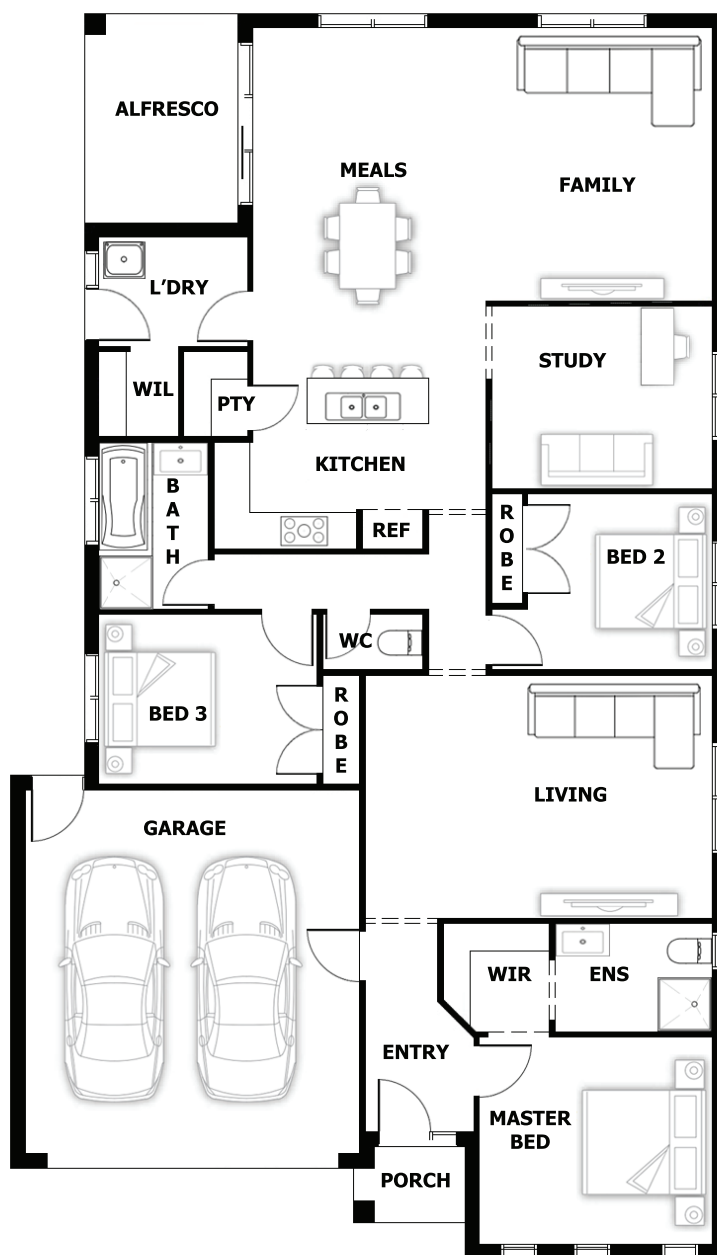 ALFRESCO
MEALS
FAMILY
L'DRY
STUDY
WIL
PTY
KITCHEN
BATH
REF
ROBE
BED 2
WC
BED 3
ROBE
LIVING
GARAGE
WIR
ENS
ENTRY
MASTER
BED
PORCH